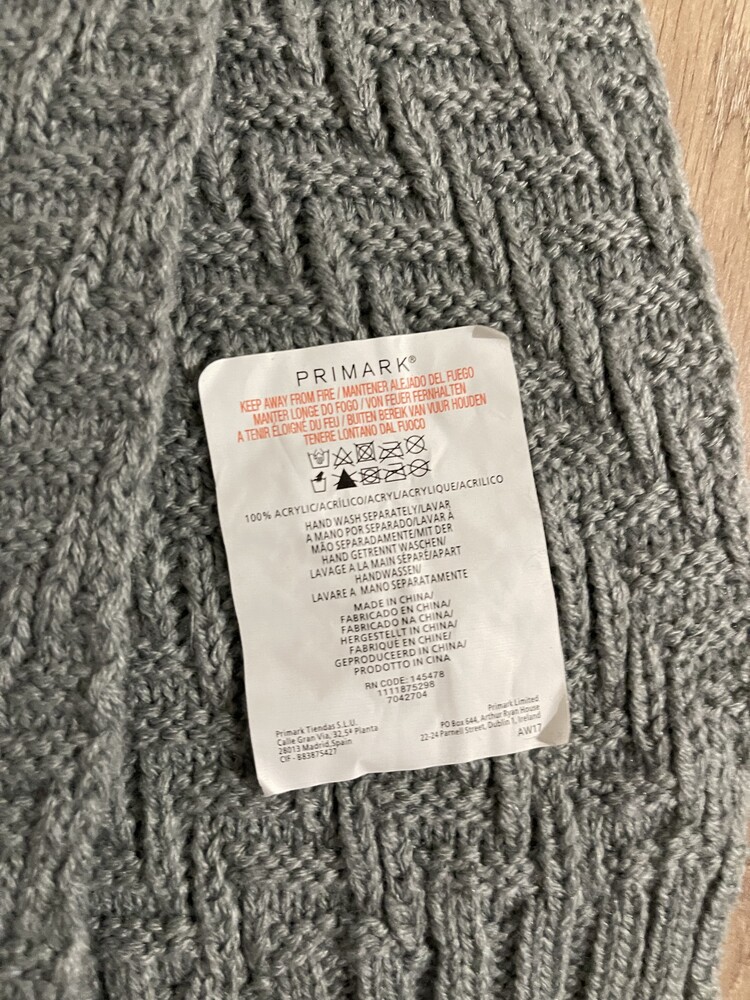 PRIMARK®
KEEP AWAY FROM FIRE / MANTENER ALEJADO DEL FUEGO
MANTER LONGE DO FOGO / VON FEUER FERNHALTEN
A TENIR ÉLOIGNÉ DU FEU / BUITEN BEREIK VAN VUUR HOUDEN
TENERE LONTANO DAL FUOCO
100% ACRYLIC/ACRÍLICO/ACRYL/ACRYLIQUE/ACRILICO
HAND WASH SEPARATELY/LAVAR
A MANO POR SEPARADO/LAVAR À
MÃO SEPARADAMENTE/MIT DER
HAND GETRENNT WASCHEN/
LAVAGE A LA MAIN SÉPARÉ/APART
HANDWASSEN/
LAVARE A MANO SEPARATAMENTE
MADE IN CHINA/
FABRICADO EN CHINA/
FABRICADO NA CHINA/
HERGESTELLT IN CHINA/
FABRIQUÉ EN CHINE/
GEPRODUCEERD IN CHINA/
PRODOTTO IN CINA
RN CODE: 145478
1111875298
7042704
Primark Tiendas S.L.U.
Calle Gran Via, 32,5ª Planta
28013 Madrid,Spain
CIF - B83875427
Primark Limited
PO Box 644, Arthur Ryan House
22-24 Parnell Street, Dublin 1, Ireland
AW17